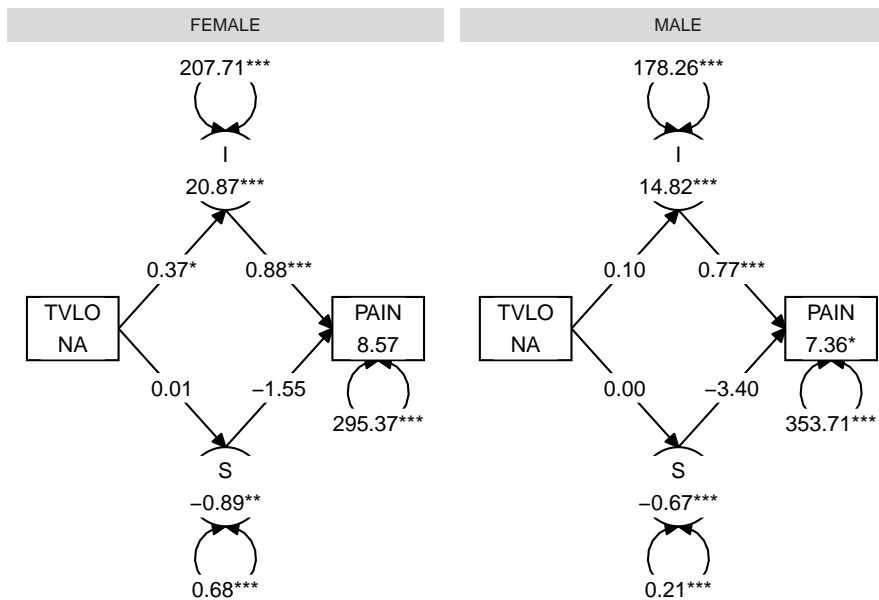 FEMALE
207.71***
I
20.87***
0.37*
0.88***
TVLO
NA
PAIN
8.57
0.01
−1.55
295.37***
S
−0.89**
0.68***
MALE
178.26***
I
14.82***
0.10
0.77***
TVLO
NA
PAIN
7.36*
0.00
−3.40
353.71***
S
−0.67***
0.21***